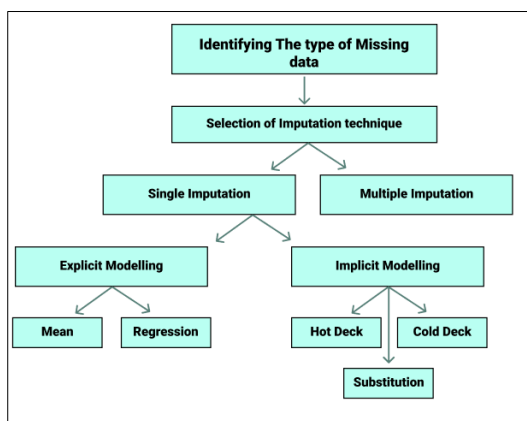 Identifying The type of Missing
data
Selection of Imputation technique
Single Imputation
Multiple Imputation
Explicit Modelling
Implicit Modelling
Mean
Regression
Hot Deck
Cold Deck
Substitution